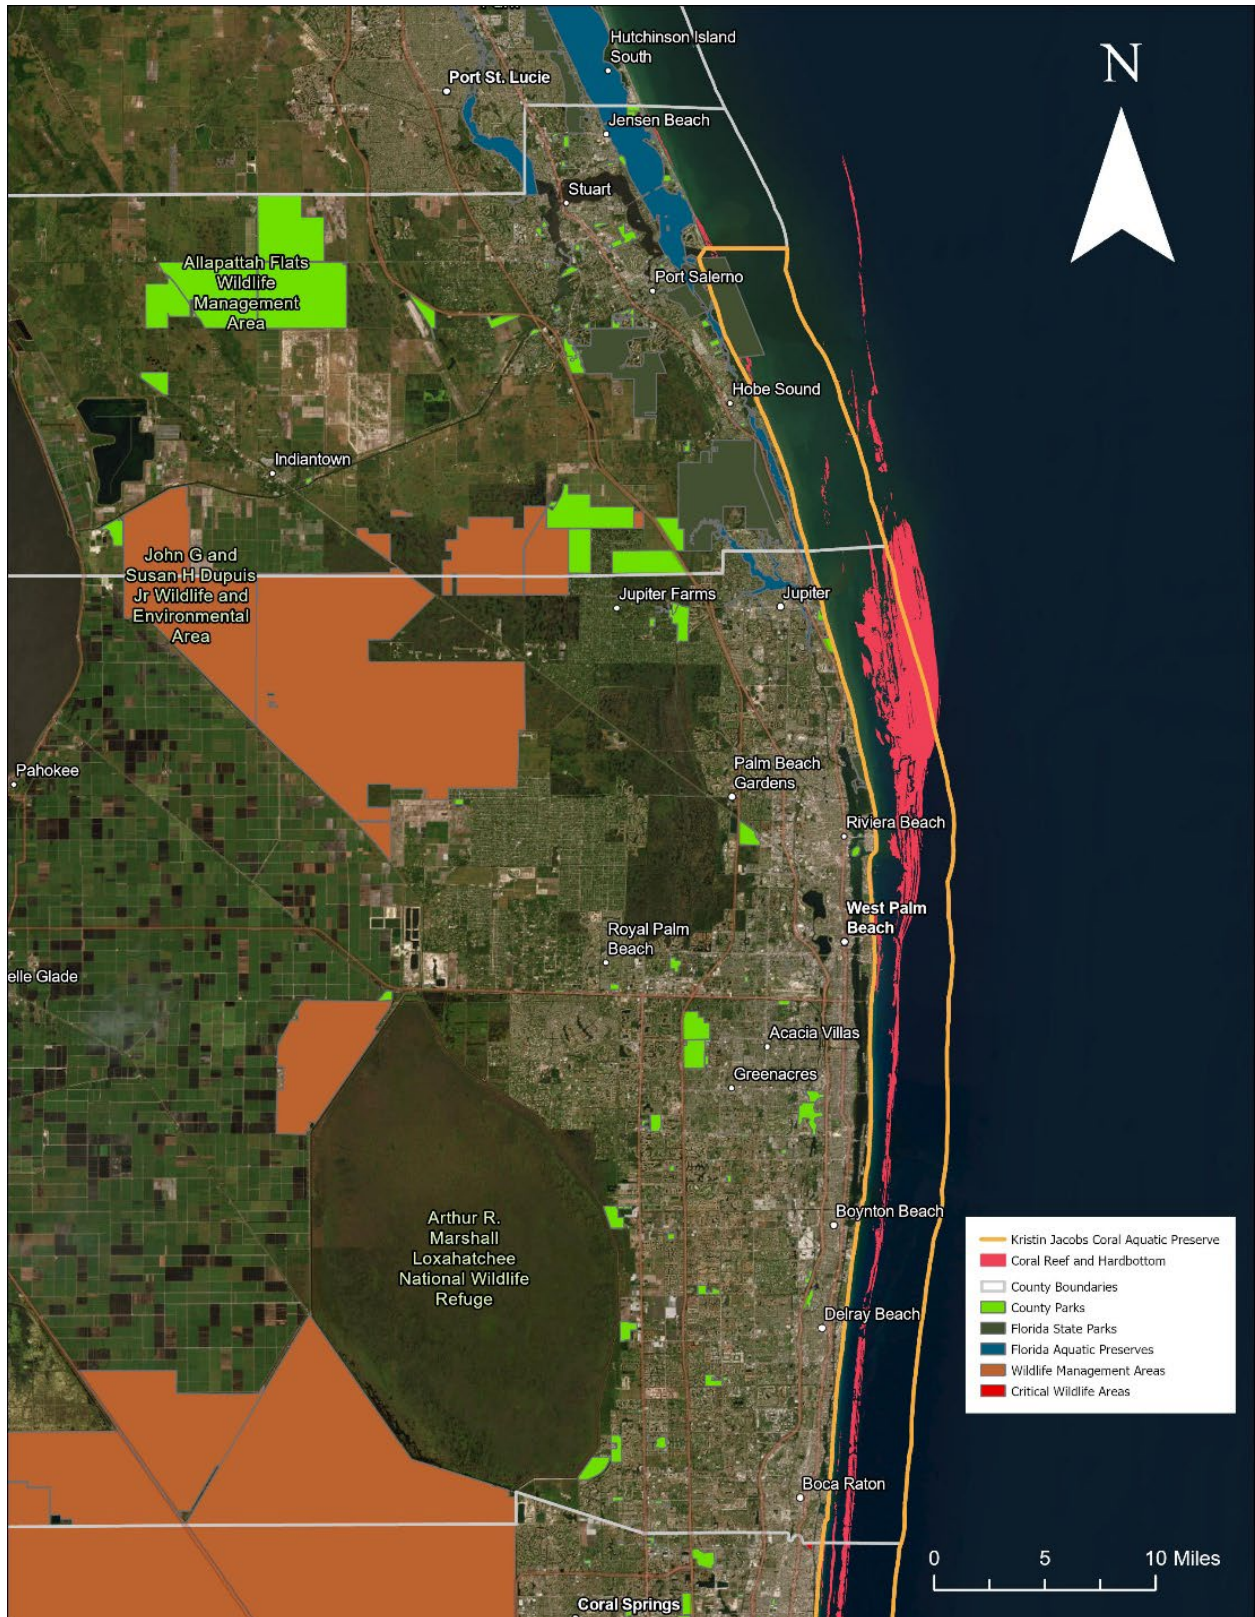 Hutchinson Island
South
N
Port St. Lucie
Jensen Beach
Stuart
Allapattah Flats
Wildlife
Management
Area
Port Salerno
Hobe Sound
Indiantown
John G and
Susan H Dupuis
Jr Wildlife and
Environmental
Area
Jupiter Farms
Jupiter
Pahokee
Palm Beach
Gardens
Riviera Beach
West Palm
Beach
Royal Palm
Beach
elle Glade
Acacia Villas
Greenacres
Arthur R.
Marshall
Loxahatchee
National Wildlife
Refuge
Boynton Beach
Delray Beach
Kristin Jacobs Coral Aquatic Preserve
Coral Reef and Hardbottom
County Boundaries
County Parks
Florida State Parks
Florida Aquatic Preserves
Wildlife Management Areas
Critical Wildlife Areas
Boca Raton
0 5 10 Miles
Coral Springs